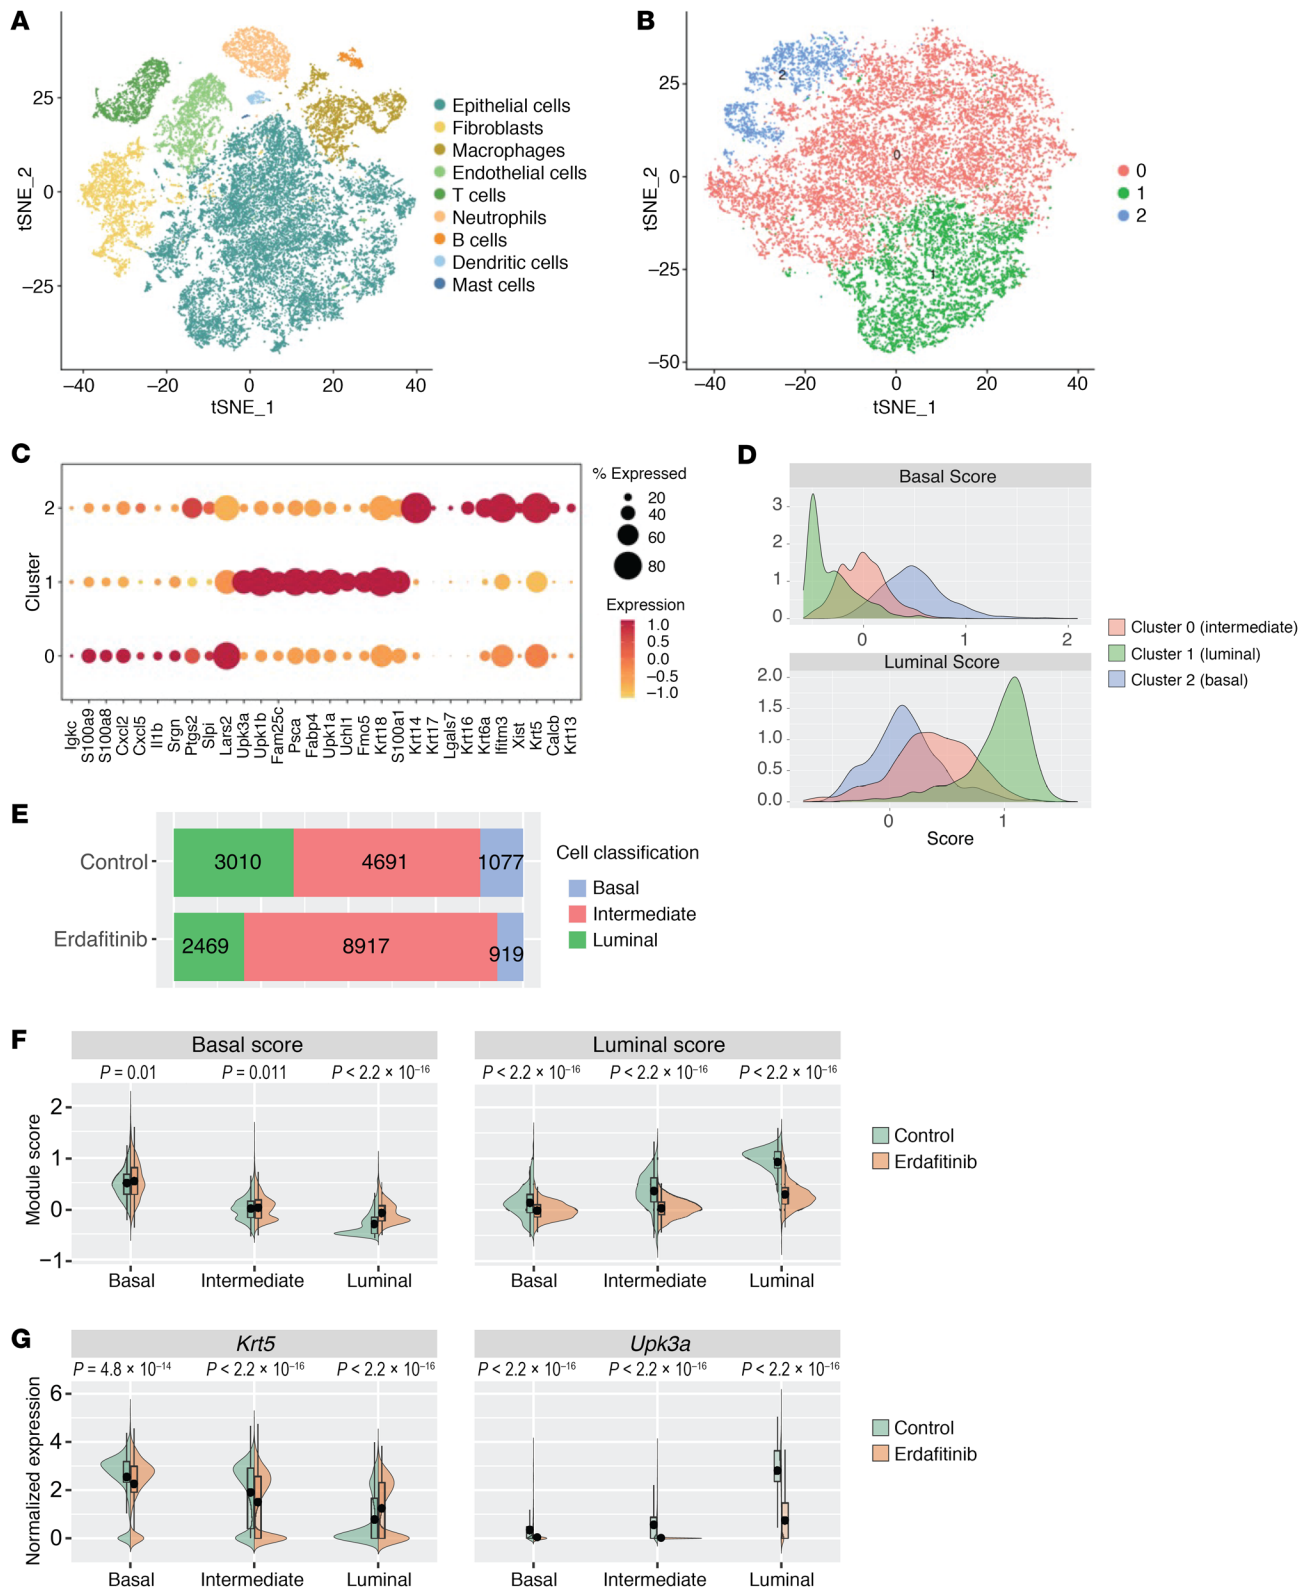 A
25
0
−25
tSNE_2
−40
−20
0
20
40
tSNE_1
Epithelial cells
Fibroblasts
Macrophages
Endothelial cells
T cells
Neutrophils
B cells
Dendritic cells
Mast cells
B
25
0
−25
−50
tSNE_2
−40
−20
0
20
40
tSNE_1
2
0
1
0
1
2
C
Cluster
2
1
0
Igkc
S100a9
S100a8
Cxcl2
Cxcl5
Il1b
Srgn
Ptgs2
Slpi
Lars2
Upk3a
Upk1b
Fam25c
Psca
Fabp4
Upk1a
Uchl1
Fmo5
Krt18
S100a1
Krt14
Krt17
Lgals7
Krt16
Krt6a
Ifitm3
Xist
Krt5
Calcb
Krt13
% Expressed
20
40
60
80
Expression
1.0
0.5
0.0
−0.5
−1.0
D
Basal Score
3
2
1
0
0
1
2
Luminal Score
2.0
1.5
1.0
0.5
0.0
0
1
Score
Cluster 0 (intermediate)
Cluster 1 (luminal)
Cluster 2 (basal)
E
Control
3010
4691
1077
Erdafitinib
2469
8917
919
Cell classification
Basal
Intermediate
Luminal
F
Basal score
P = 0.01
P = 0.011
P < 2.2 × 10−16
Module score
2
1
0
−1
Basal
Intermediate
Luminal
Luminal score
P < 2.2 × 10−16
P < 2.2 × 10−16
P < 2.2 × 10−16
Basal
Intermediate
Luminal
Control
Erdafitinib
G
Krt5
P = 4.8 × 10−14
P < 2.2 × 10−16
P < 2.2 × 10−16
Normalized expression
6
4
2
0
Basal
Intermediate
Luminal
Upk3a
P < 2.2 × 10−16
P < 2.2 × 10−16
P < 2.2 × 10−16
Basal
Intermediate
Luminal
Control
Erdafitinib